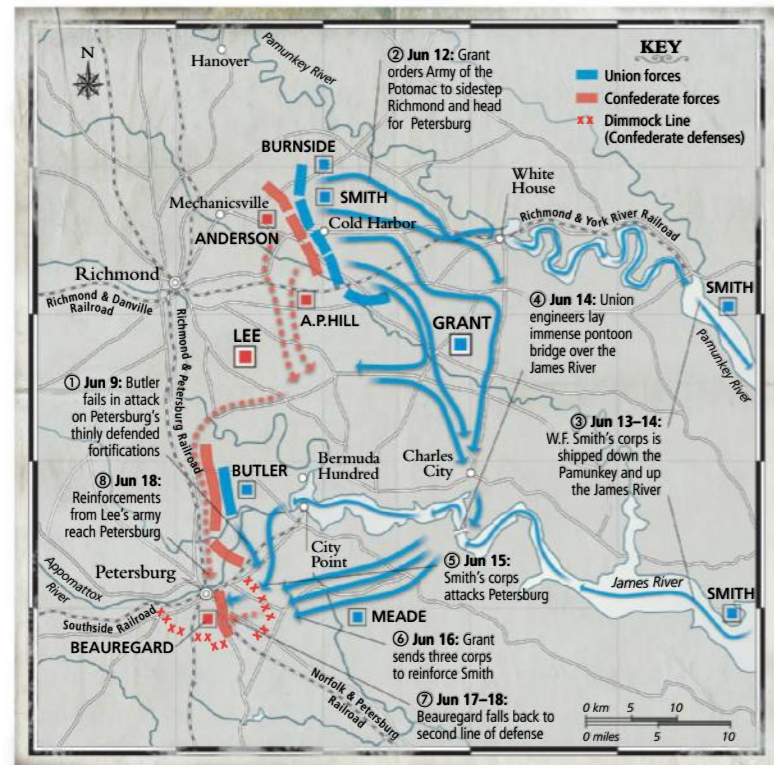 N
Hanover
Pamunkey River
② Jun 12: Grant
orders Army of the
Potomac to sidestep
Richmond and head
for Petersburg
KEY
Union forces
Confederate forces
Dimmock Line
(Confederate defenses)
BURNSIDE
SMITH
White
House
Mechanicsville
ANDERSON
Cold Harbor
Richmond & York River Railroad
Richmond
Richmond & Danville
Railroad
A.P.HILL
LEE
GRANT
SMITH
Pamunkey River
④ Jun 14: Union
engineers lay
immense pontoon
bridge over the
James River
Richmond & Petersburg Railroad
① Jun 9: Butler
fails in attack
on Petersburg's
thinly defended
fortifications
③ Jun 13–14:
W.F. Smith's corps is
shipped down the
Pamunkey and up
the James River
⑧ Jun 18:
Reinforcements
from Lee's army
reach Petersburg
BUTLER
Bermuda
Hundred
Charles
City
City
Point
Petersburg
Appomattox
River
Southside Railroad
BEAUREGARD
⑤ Jun 15:
Smith's corps
attacks Petersburg
James River
SMITH
MEADE
⑥ Jun 16: Grant
sends three corps
to reinforce Smith
Norfolk & Petersburg
Railroad
⑦ Jun 17–18:
Beauregard falls back to
second line of defense
0 km 5 10
0 miles 5 10